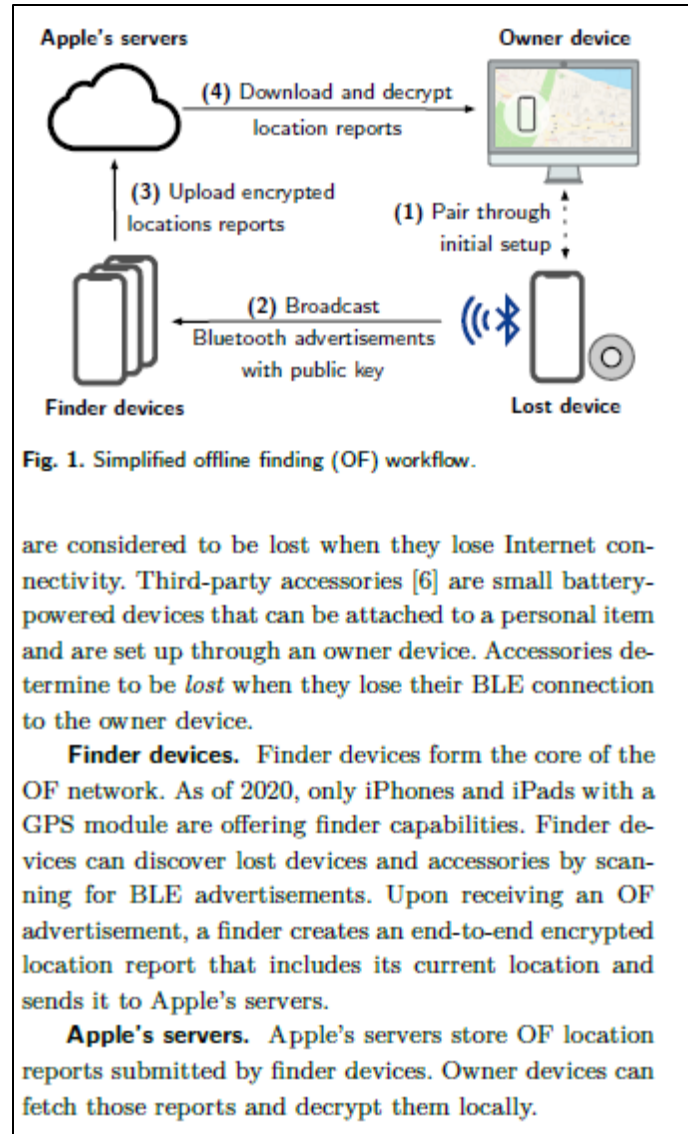 Apple's servers
Owner device
(4) Download and decrypt
location reports
(3) Upload encrypted
locations reports
(1) Pair through
initial setup
(2) Broadcast
Bluetooth advertisements
with public key
Finder devices
Lost device
Fig. 1. Simplified offline finding (OF) workflow.
are considered to be lost when they lose Internet con-
nectivity. Third-party accessories [6] are small battery-
powered devices that can be attached to a personal item
and are set up through an owner device. Accessories de-
termine to be lost when they lose their BLE connection
to the owner device.
Finder devices. Finder devices form the core of the
OF network. As of 2020, only iPhones and iPads with a
GPS module are offering finder capabilities. Finder de-
vices can discover lost devices and accessories by scan-
ning for BLE advertisements. Upon receiving an OF
advertisement, a finder creates an end-to-end encrypted
location report that includes its current location and
sends it to Apple's servers.
Apple's servers. Apple's servers store OF location
reports submitted by finder devices. Owner devices can
fetch those reports and decrypt them locally.